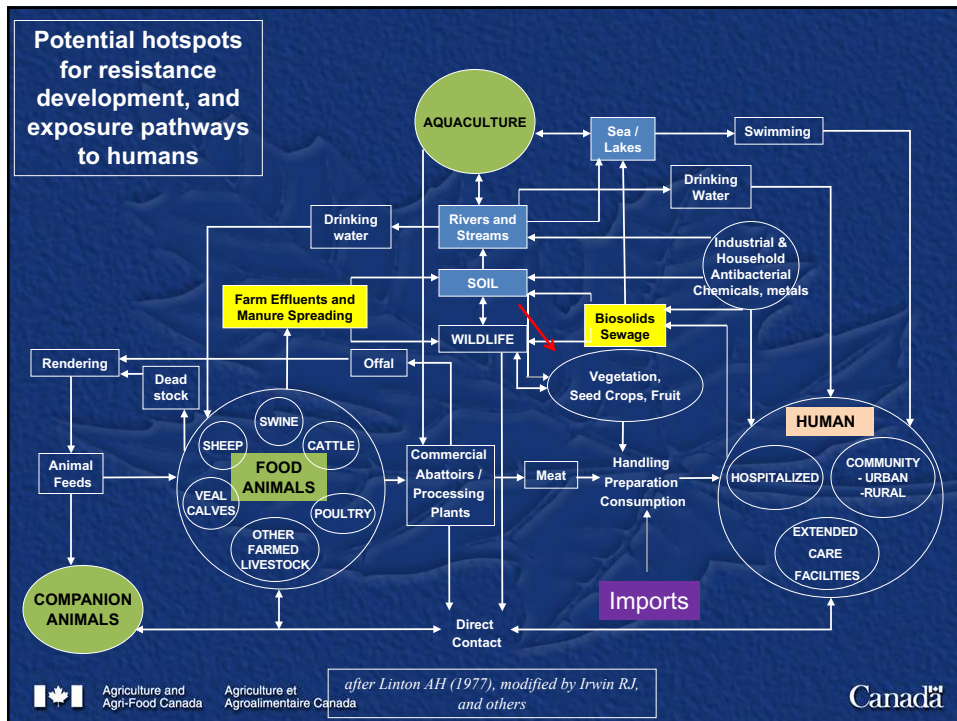 Potential hotspots
for resistance
development, and
exposure pathways
to humans
AQUACULTURE
Sea /
Lakes
Swimming
Drinking
Water
Drinking
water
Rivers and
Streams
Industrial &
Household
Antibacterial
Chemicals, metals
SOIL
Farm Effluents and
Manure Spreading
Biosolids
Sewage
WILDLIFE
Rendering
Offal
Dead
stock
Vegetation,
Seed Crops, Fruit
SWINE
HUMAN
SHEEP
CATTLE
FOOD
ANIMALS
Animal
Feeds
Commercial
Abattoirs /
Processing
Plants
Meat
Handling
Preparation
Consumption
HOSPITALIZED
COMMUNITY
- URBAN
-RURAL
VEAL
CALVES
POULTRY
OTHER
FARMED
LIVESTOCK
EXTENDED
CARE
FACILITIES
COMPANION
ANIMALS
Imports
Direct
Contact
Agriculture and
Agri-Food Canada
Agriculture et
Agroalimentaire Canada
after Linton AH (1977), modified by Irwin RJ,
and others
Canada